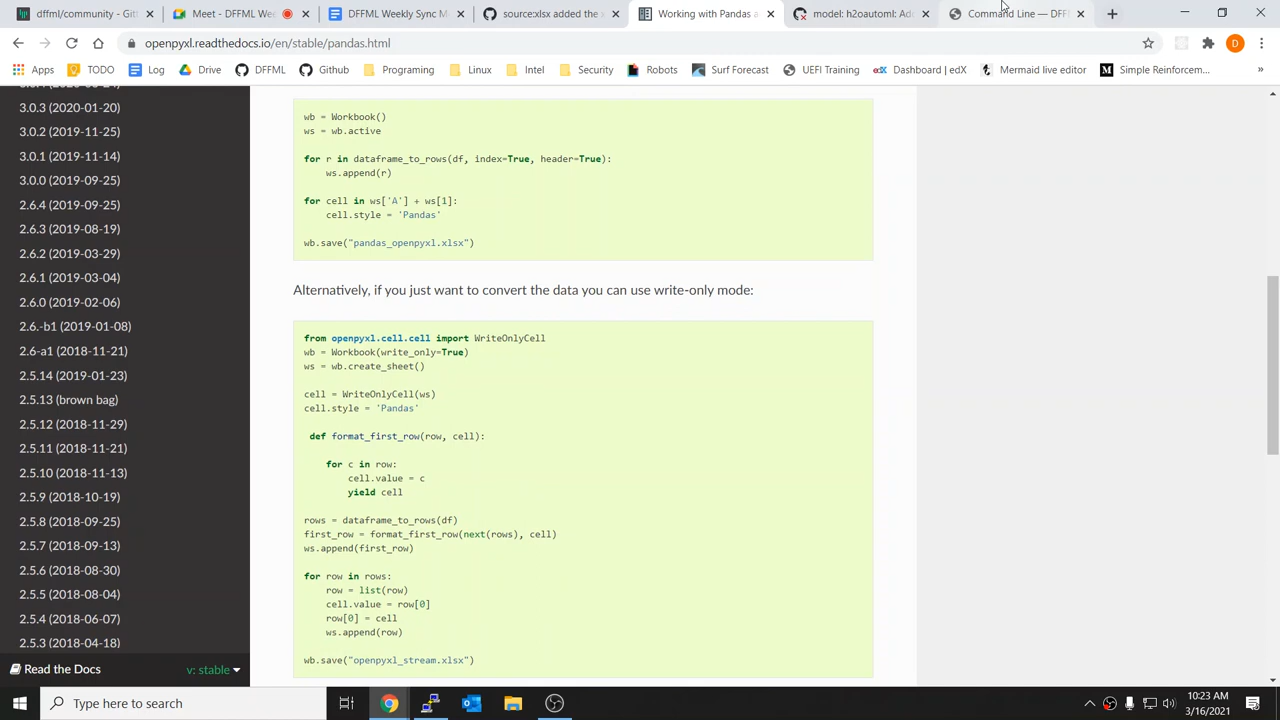 dffml/community - Gitt
Meet - DFFML Wee
DFFML Weekly Sync M
source:xlsx added the v
Working with Pandas a
model: h2oautoml: Ad
Command Line — DFF
openpyxl.readthedocs.io/en/stable/pandas.html
D
Apps
TODO
Log
Drive
DFFML
Github
Programing
Linux
Intel
Security
Robots
Surf Forecast
UEFI Training
edX
Dashboard | edX
Mermaid live editor
Simple Reinforcem...
3.0.3 (2020-01-20)
3.0.2 (2019-11-25)
3.0.1 (2019-11-14)
3.0.0 (2019-09-25)
2.6.4 (2019-09-25)
2.6.3 (2019-08-19)
2.6.2 (2019-03-29)
2.6.1 (2019-03-04)
2.6.0 (2019-02-06)
2.6.-b1 (2019-01-08)
2.6-a1 (2018-11-21)
2.5.14 (2019-01-23)
2.5.13 (brown bag)
2.5.12 (2018-11-29)
2.5.11 (2018-11-21)
2.5.10 (2018-11-13)
2.5.9 (2018-10-19)
2.5.8 (2018-09-25)
2.5.7 (2018-09-13)
2.5.6 (2018-08-30)
2.5.5 (2018-08-04)
2.5.4 (2018-06-07)
2.5.3 (2018-04-18)
Read the Docs
v: stable
wb = Workbook()
ws = wb.active
for r in dataframe_to_rows(df, index=True, header=True):
ws.append(r)
for cell in ws['A'] + ws[1]:
cell.style = 'Pandas'
wb.save("pandas_openpyxl.xlsx")
Alternatively, if you just want to convert the data you can use write-only mode:
from openpyxl.cell.cell import WriteOnlyCell
wb = Workbook(write_only=True)
ws = wb.create_sheet()
cell = WriteOnlyCell(ws)
cell.style = 'Pandas'
def format_first_row(row, cell):
for c in row:
cell.value = c
yield cell
rows = dataframe_to_rows(df)
first_row = format_first_row(next(rows), cell)
ws.append(first_row)
for row in rows:
row = list(row)
cell.value = row[0]
row[0] = cell
ws.append(row)
wb.save("openpyxl_stream.xlsx")
Type here to search
10:23 AM
3/16/2021